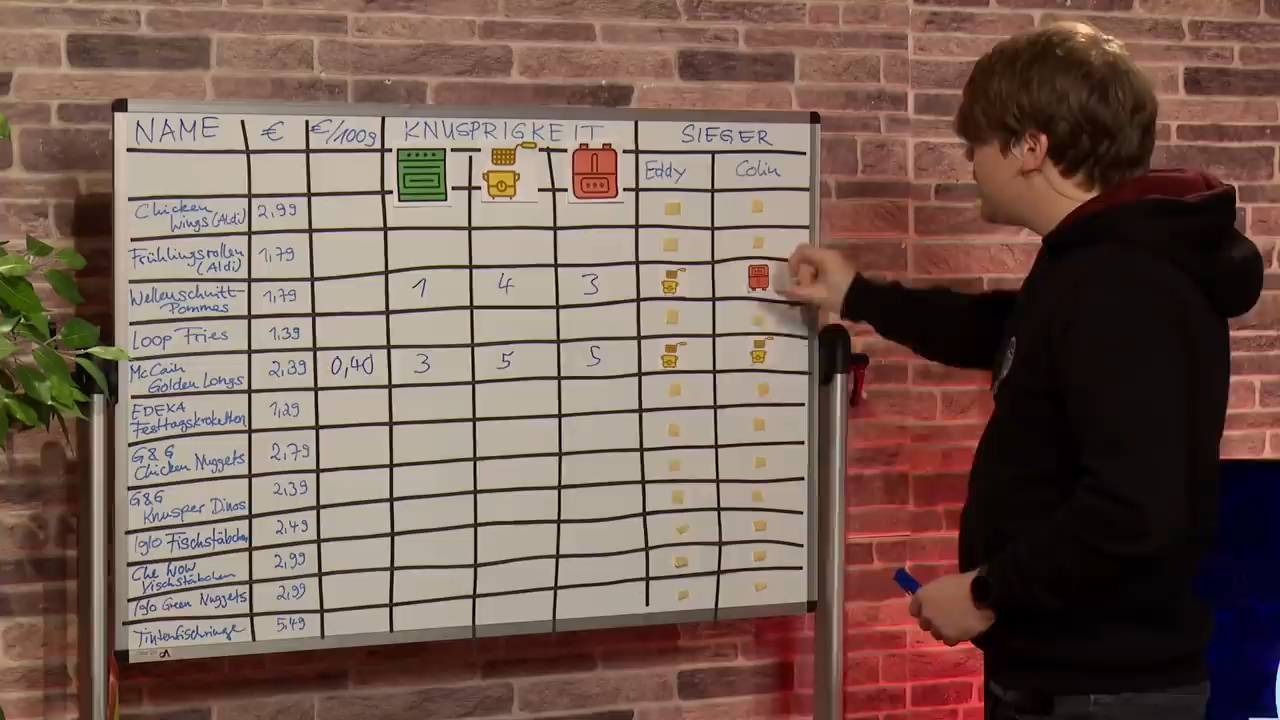 NAME € €/100g KNUSPRIGKEIT SIEGER
Eddy Colin
Chicken 2,99
Wings (Aldi)
Frühlingsrollen 1,79
(Aldi)
Wellenschnitt- 1,79 1 4 3
Pommes
Loop Fries 1,39
McCain 2,39 0,40 3 5 5
Golden Longs
EDEKA 1,29
Festtagskroketten
G&G 2,79
Chicken Nuggets
G&G 2,39
Knusper Dinos
Iglo Fischstäbchen 2,49
Che Wow 2,99
Vischstäbchen
Iglo Green Nuggets 2,99
Tintenfischringe 5,49